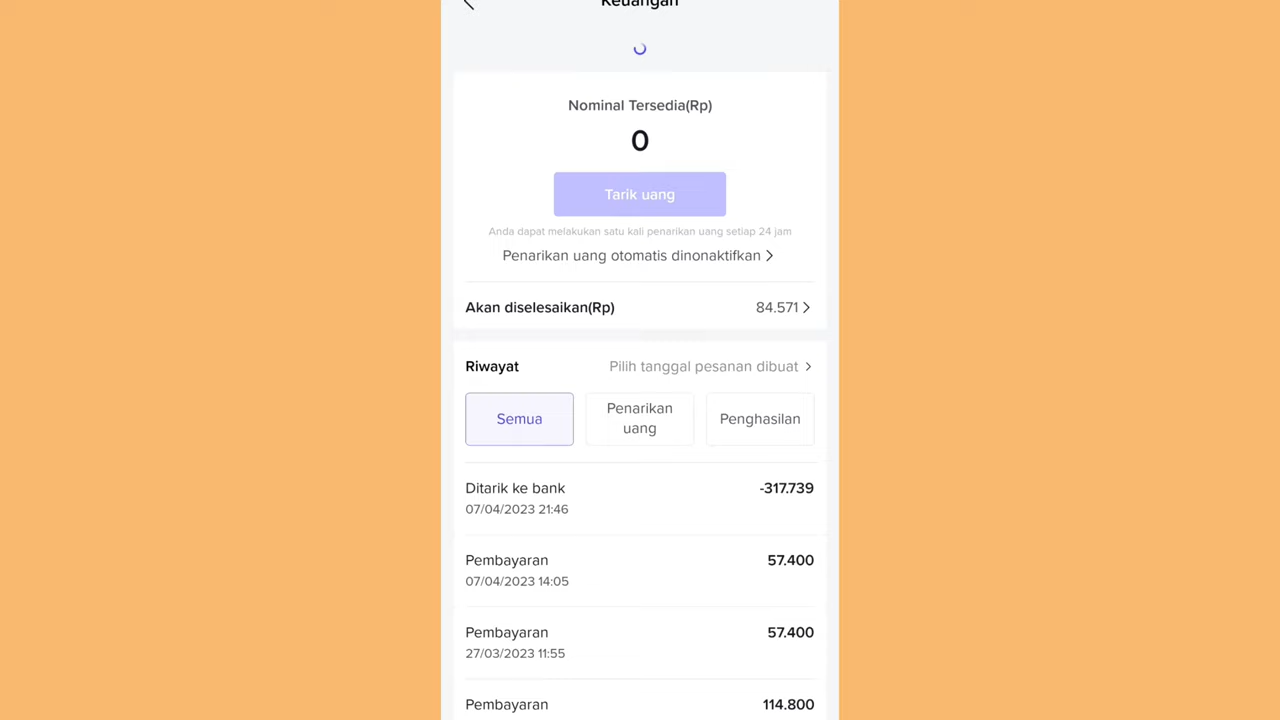 Keuangan
Nominal Tersedia(Rp)
0
Tarik uang
Anda dapat melakukan satu kali penarikan uang setiap 24 jam
Penarikan uang otomatis dinonaktifkan
Akan diselesaikan(Rp) 84.571
Riwayat Pilih tanggal pesanan dibuat
Semua Penarikan uang Penghasilan
Ditarik ke bank -317.739
07/04/2023 21:46
Pembayaran 57.400
07/04/2023 14:05
Pembayaran 57.400
27/03/2023 11:55
Pembayaran 114.800